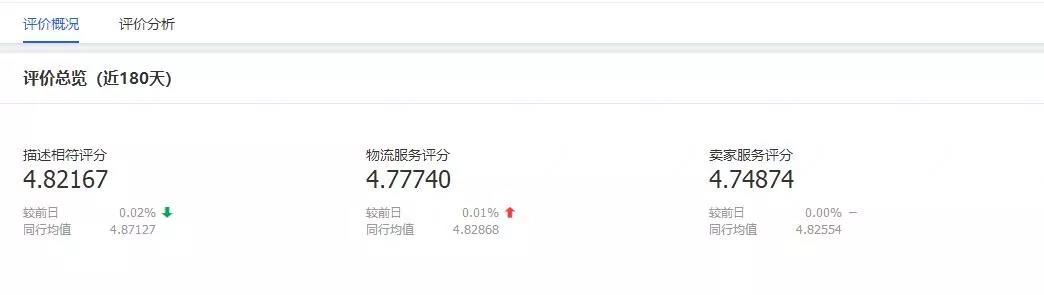 评价概况 评价分析
评价总览（近180天）
描述相符评分 物流服务评分 卖家服务评分
4.82167 4.77740 4.74874
较前日 0.02% 较前日 0.01% 较前日 0.00% –
同行均值 4.87127 同行均值 4.82868 同行均值 4.82554